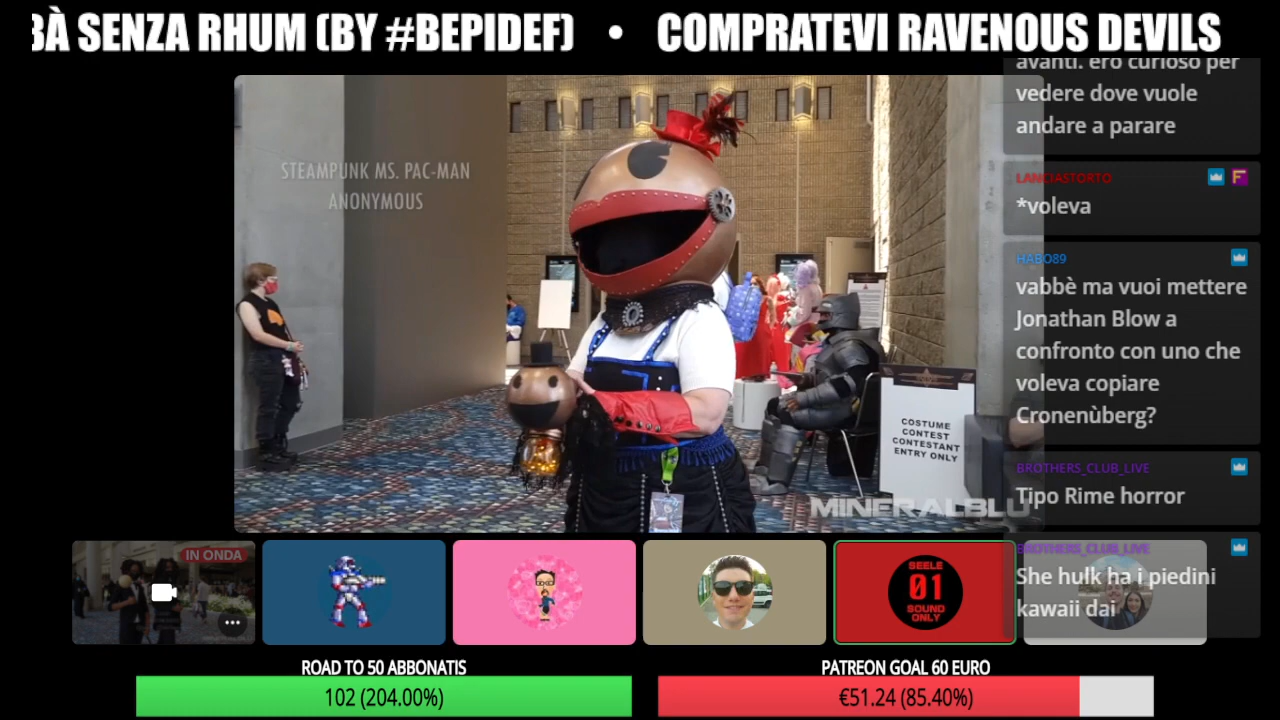 BÀ SENZA RHUM (BY #BEPIDEF) • COMPRATEVI RAVENOUS DEVILS
avanti. ero curioso per
vedere dove vuole
andare a parare
STEAMPUNK MS. PAC-MAN
ANONYMOUS
LANCIASTORTO
*voleva
HABO89
vabbè ma vuoi mettere
Jonathan Blow a
confronto con uno che
voleva copiare
Cronenùberg?
COSTUME
CONTEST
CONTESTANT
ENTRY ONLY
BROTHERS_CLUB_LIVE
Tipo Rime horror
MINERALBLU
BROTHERS_CLUB_LIVE
She hulk ha i piedini
kawaii dai
IN ONDA
SEELE
01
SOUND
ONLY
ROAD TO 50 ABBONATIS
102 (204.00%)
PATREON GOAL 60 EURO
€51.24 (85.40%)